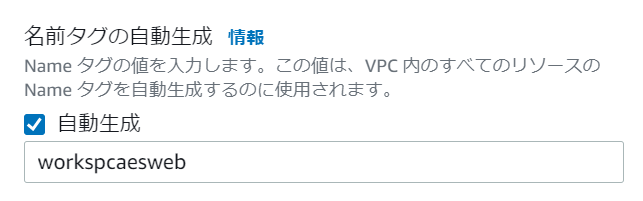 名前タグの自動生成 情報
Name タグの値を入力します。この値は、VPC 内のすべてのリソースの
Name タグを自動生成するのに使用されます。
自動生成
workspcaesweb